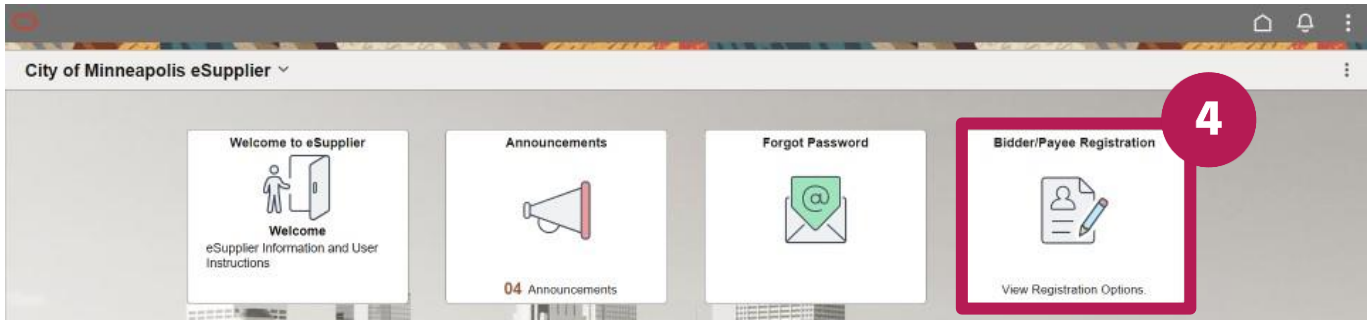 City of Minneapolis eSupplier
4
Welcome to eSupplier
Welcome
eSupplier Information and User
Instructions
Announcements
04 Announcements
Forgot Password
@
Bidder/Payee Registration
View Registration Options.